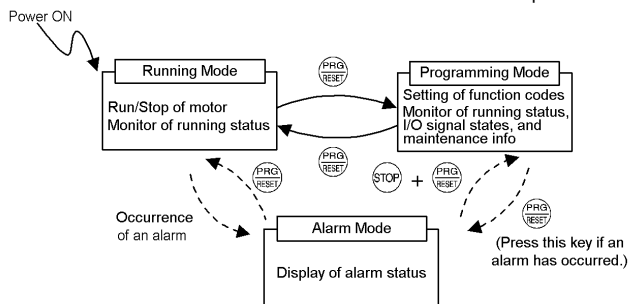 Power ON
Running Mode
Run/Stop of motor
Monitor of running status
PRG
RESET
Programming Mode
Setting of function codes
Monitor of running status,
I/O signal states, and
maintenance info
PRG
RESET
PRG
RESET
STOP + PRG
RESET
PRG
RESET
Occurrence
of an alarm
Alarm Mode
Display of alarm status
(Press this key if an
alarm has occurred.)